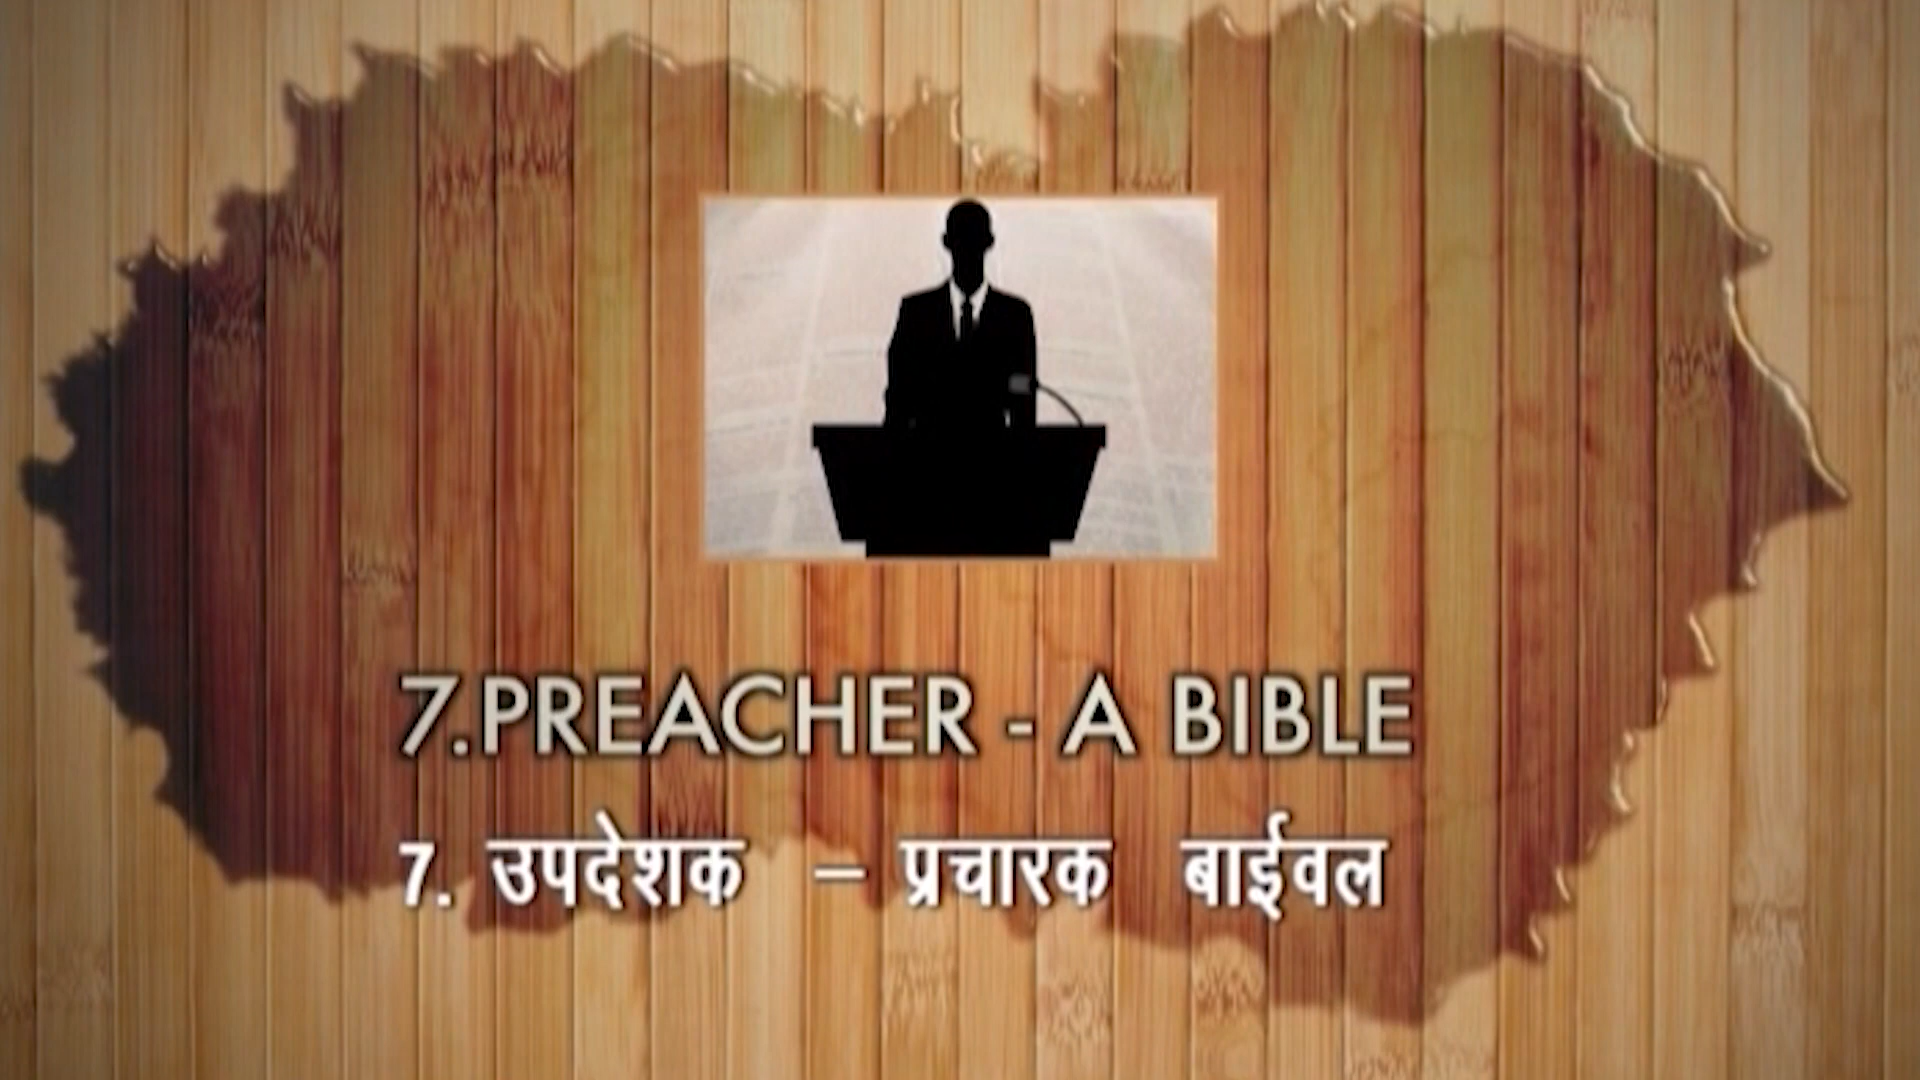 7.PREACHER - A BIBLE
7. उपदेशक – प्रचारक बाईवल